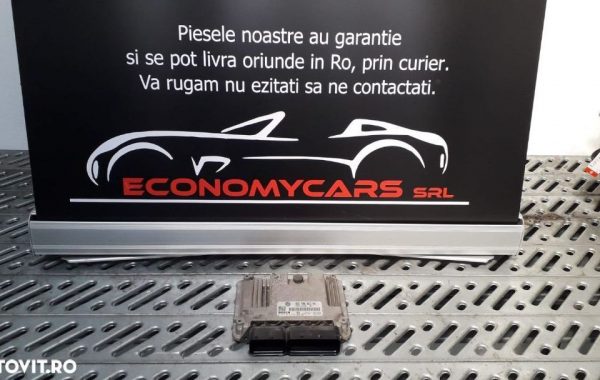 Piesele noastre au garantie
si se pot livra oriunde in Ro, prin curier.
Va rugam nu ezitati sa ne contactati.
ECONOMYCARS SRL
TOVIT.RO